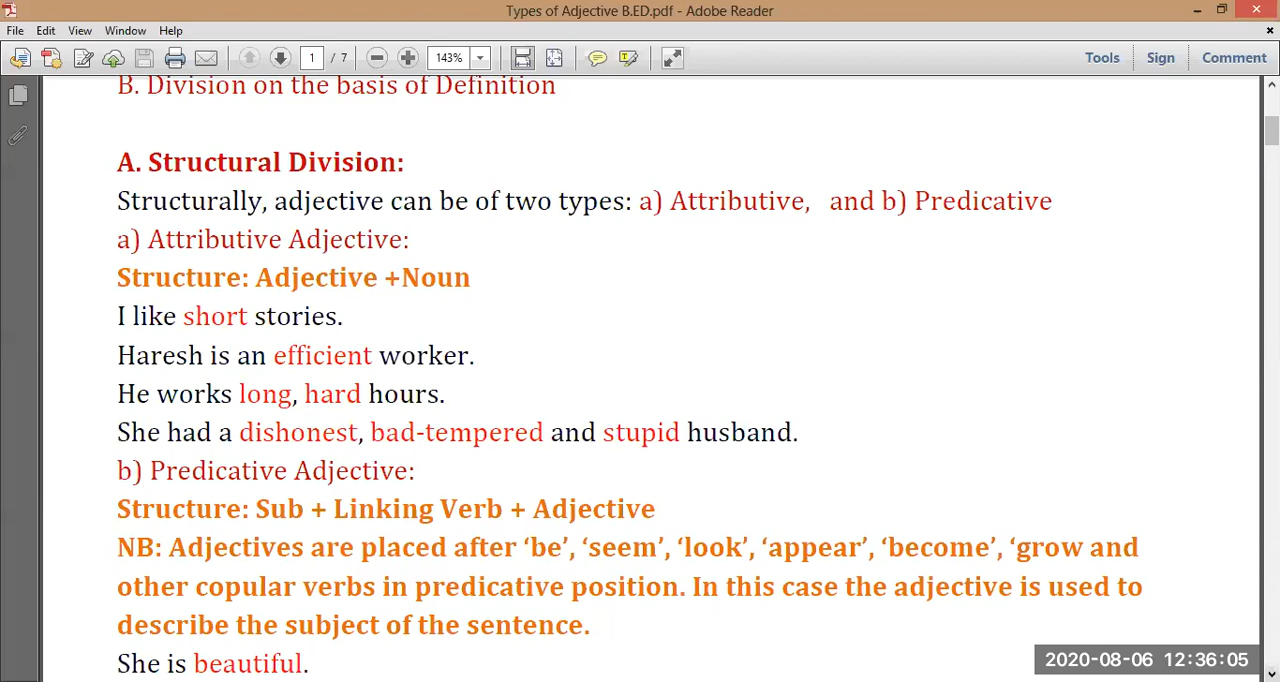 Types of Adjective B.ED.pdf - Adobe Reader
File Edit View Window Help
1 / 7 143% Tools Sign Comment
B. Division on the basis of Definition
A. Structural Division:
Structurally, adjective can be of two types: a) Attributive, and b) Predicative
a) Attributive Adjective:
Structure: Adjective +Noun
I like short stories.
Haresh is an efficient worker.
He works long, hard hours.
She had a dishonest, bad-tempered and stupid husband.
b) Predicative Adjective:
Structure: Sub + Linking Verb + Adjective
NB: Adjectives are placed after ‘be’, ‘seem’, ‘look’, ‘appear’, ‘become’, ‘grow and
other copular verbs in predicative position. In this case the adjective is used to
describe the subject of the sentence.
She is beautiful.
2020-08-06 12:36:05